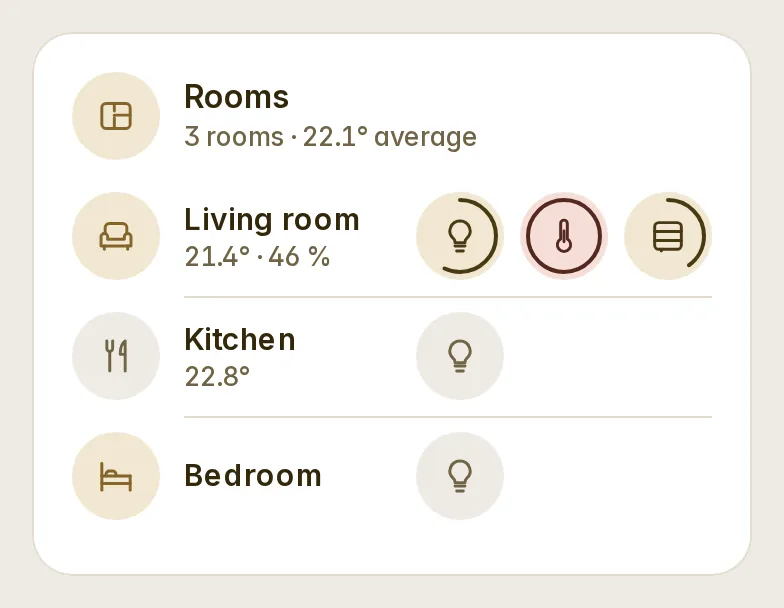 Rooms
3 rooms · 22.1° average
Living room
21.4° · 46 %
Kitchen
22.8°
Bedroom